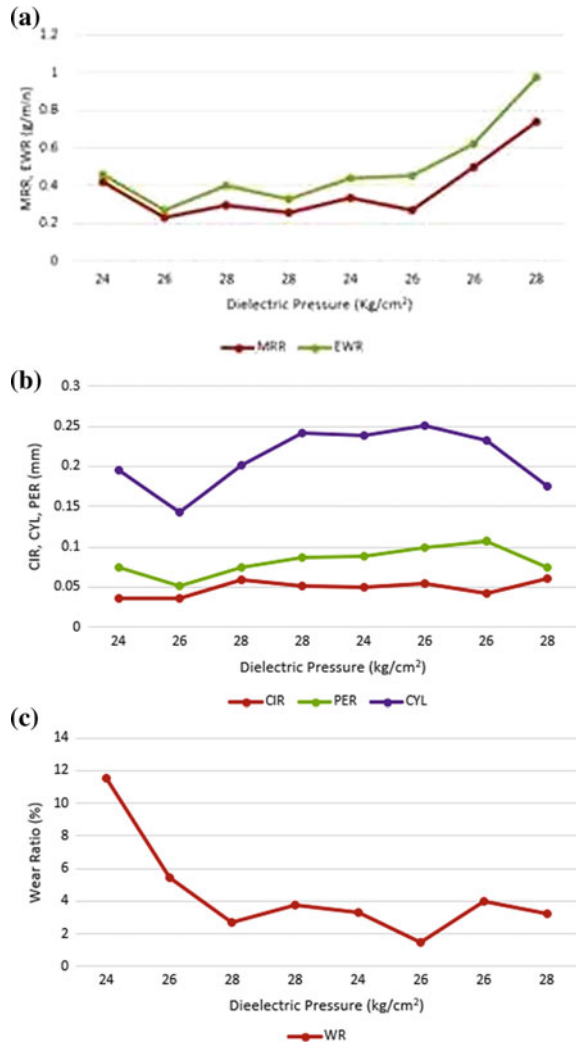 (a)
1.2
1
0.8
0.6
0.4
0.2
0
MRR, EWR (g/min)
24 26 28 28 24 26 26 28
Dielectric Pressure (Kg/cm²)
MRR EWR
(b)
0.3
0.25
0.2
0.15
0.1
0.05
0
CIR, CYL, PER (mm)
24 26 28 28 24 26 26 28
Dielectric Pressure (kg/cm²)
CIR PER CYL
(c)
14
12
10
8
6
4
2
0
Wear Ratio (%)
24 26 28 28 24 26 26 28
Dieelectric Pressure (kg/cm²)
WR